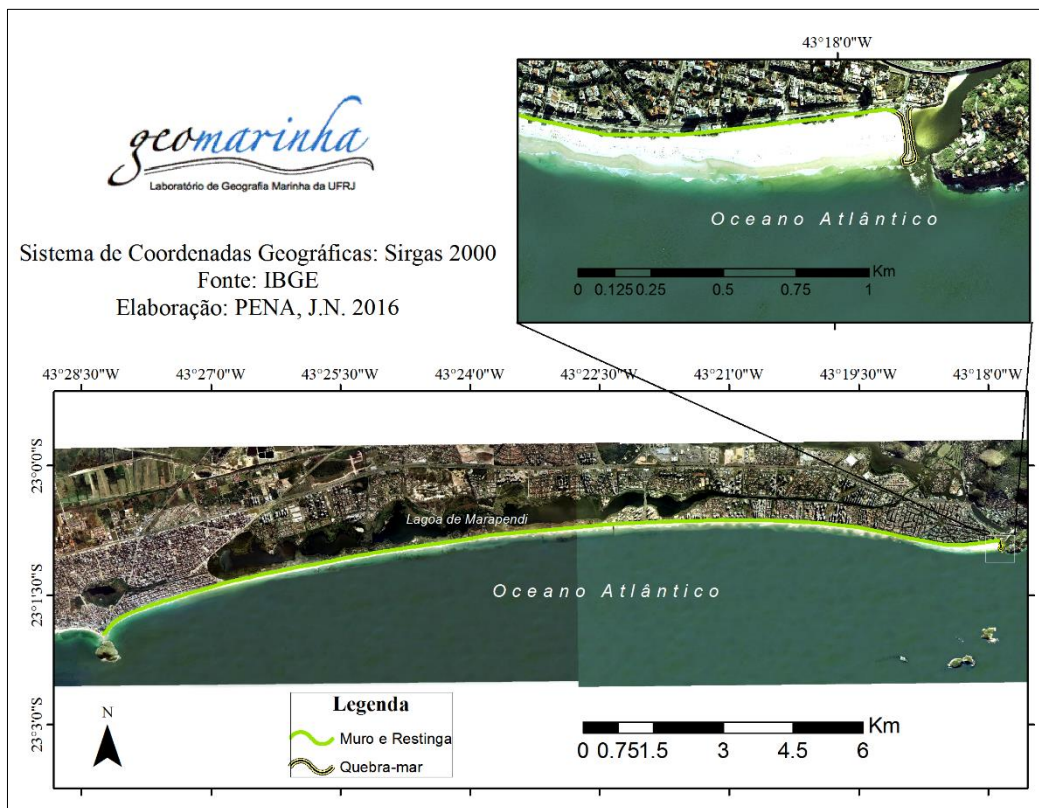 geomarinha
Laboratório de Geografia Marinha da UFRJ
Sistema de Coordenadas Geográficas: Sirgas 2000
Fonte: IBGE
Elaboração: PENA, J.N. 2016
43°18'0"W
Oceano Atlântico
Km
0 0.125 0.25 0.5 0.75 1
43°28'30"W 43°27'0"W 43°25'30"W 43°24'0"W 43°22'30"W 43°21'0"W 43°19'30"W 43°18'0"W
23°0'0"S
23°1'30"S
23°3'0"S
Lagoa de Marapendi
Oceano Atlântico
N
Legenda
Muro e Restinga
Quebra-mar
Km
0 0.75 1.5 3 4.5 6